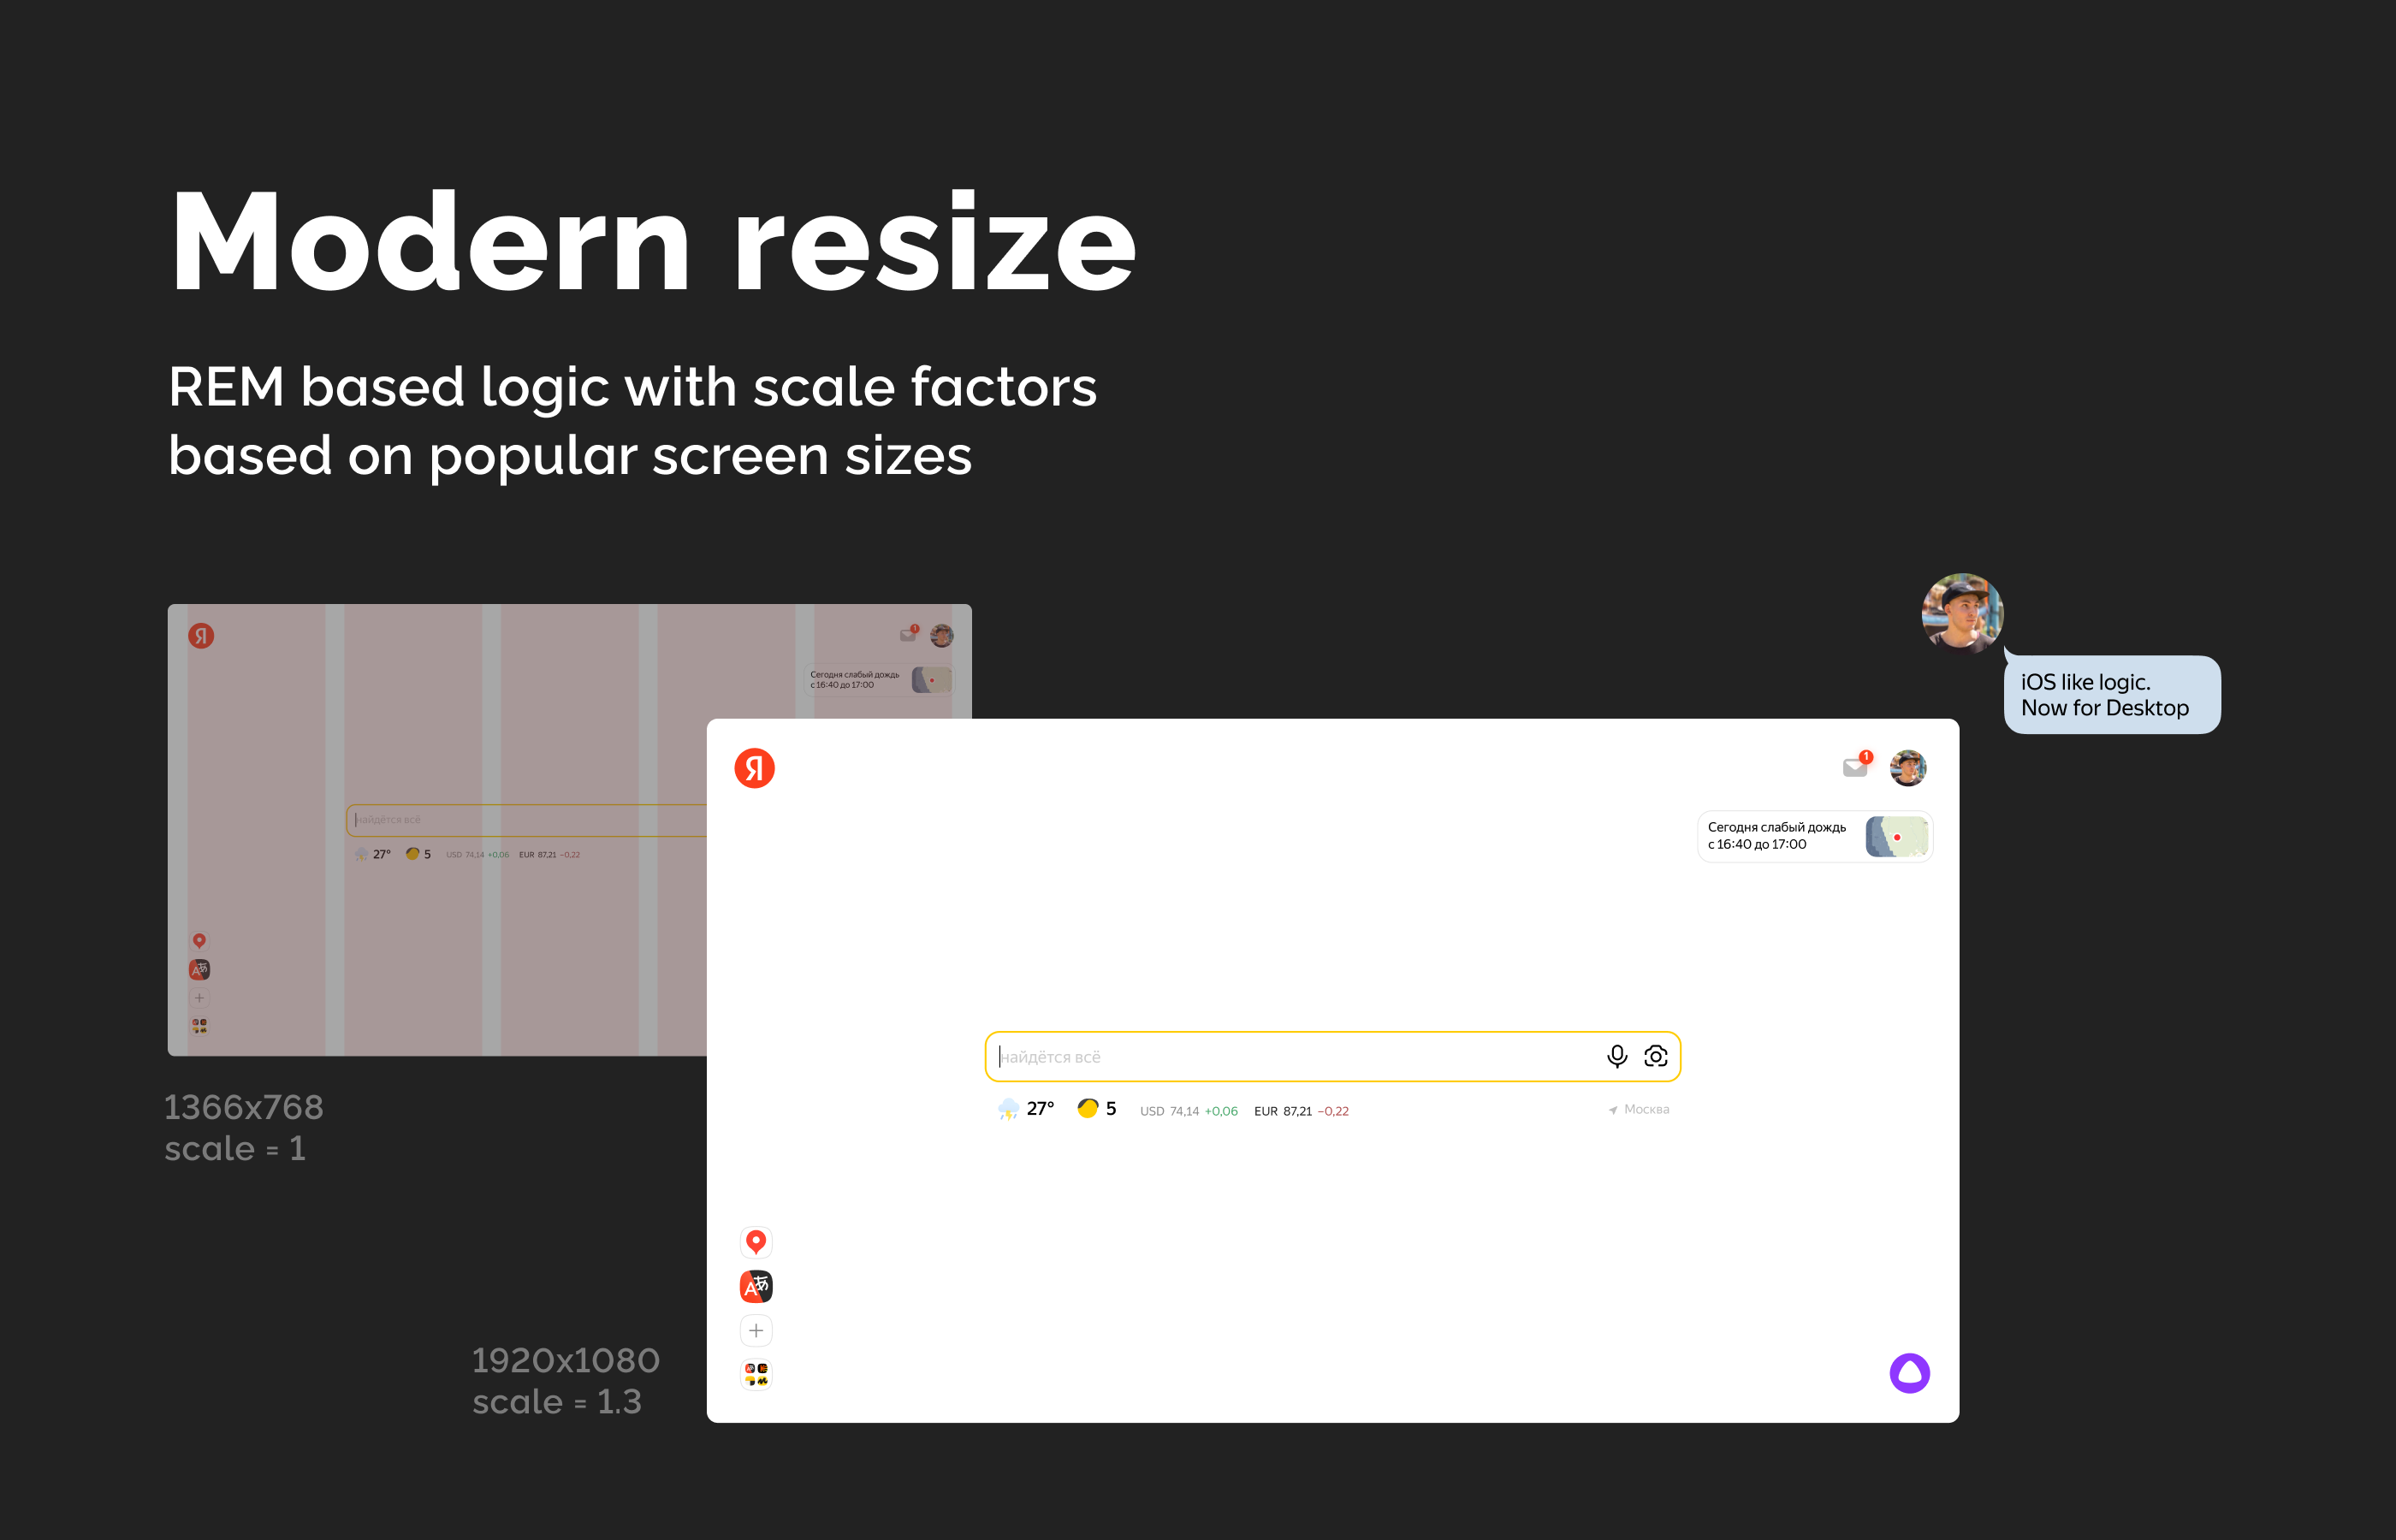 Modern resize
REM based logic with scale factors
based on popular screen sizes
Я
1
Сегодня слабый дождь
с 16:40 до 17:00
найдётся всё
27° 5 USD 74,14 +0,06 EUR 87,21 −0,22
A あ
1366x768
scale = 1
iOS like logic.
Now for Desktop
Я
1
Сегодня слабый дождь
с 16:40 до 17:00
найдётся всё
27° 5 USD 74,14 +0,06 EUR 87,21 −0,22 Москва
A あ
1920x1080
scale = 1.3